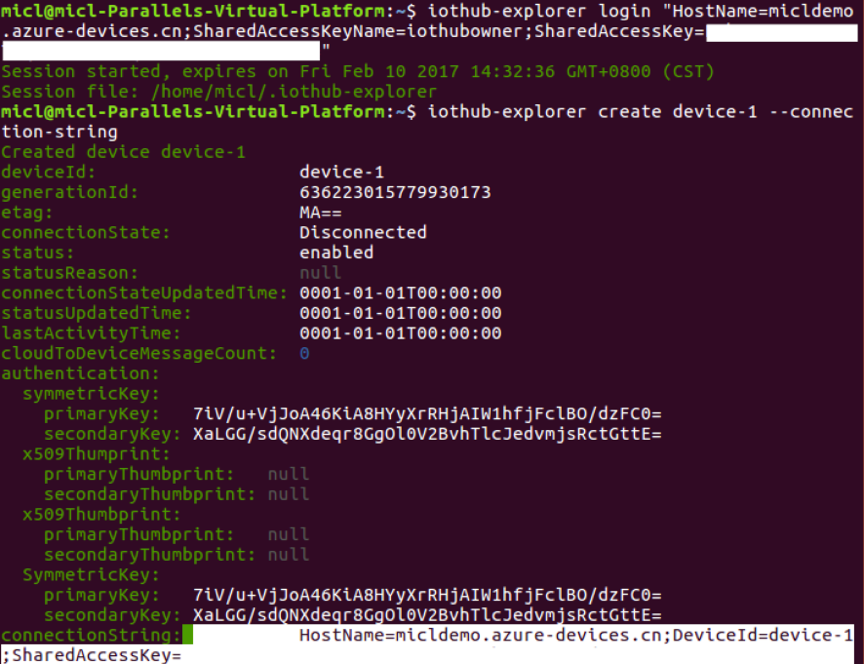 micl@micl-Parallels-Virtual-Platform:~$ iothub-explorer login "HostName=micldemo
.azure-devices.cn;SharedAccessKeyName=iothubowner;SharedAccessKey=
"
Session started, expires on Fri Feb 10 2017 14:32:36 GMT+0800 (CST)
Session file: /home/micl/.iothub-explorer
micl@micl-Parallels-Virtual-Platform:~$ iothub-explorer create device-1 --connec
tion-string
Created device device-1
deviceId: device-1
generationId: 636223015779930173
etag: MA==
connectionState: Disconnected
status: enabled
statusReason: null
connectionStateUpdatedTime: 0001-01-01T00:00:00
statusUpdatedTime: 0001-01-01T00:00:00
lastActivityTime: 0001-01-01T00:00:00
cloudToDeviceMessageCount: 0
authentication:
symmetricKey:
primaryKey: 7iV/u+VjJoA46KiA8HYyXrRHjAIW1hfjFclBO/dzFC0=
secondaryKey: XaLGG/sdQNXdeqr8GgOl0V2BvhTlcJedvmjsRctGttE=
x509Thumprint:
primaryThumbprint: null
secondaryThumbprint: null
x509Thumbprint:
primaryThumbprint: null
secondaryThumbprint: null
SymmetricKey:
primaryKey: 7iV/u+VjJoA46KiA8HYyXrRHjAIW1hfjFclBO/dzFC0=
secondaryKey: XaLGG/sdQNXdeqr8GgOl0V2BvhTlcJedvmjsRctGttE=
connectionString: HostName=micldemo.azure-devices.cn;DeviceId=device-1
;SharedAccessKey=